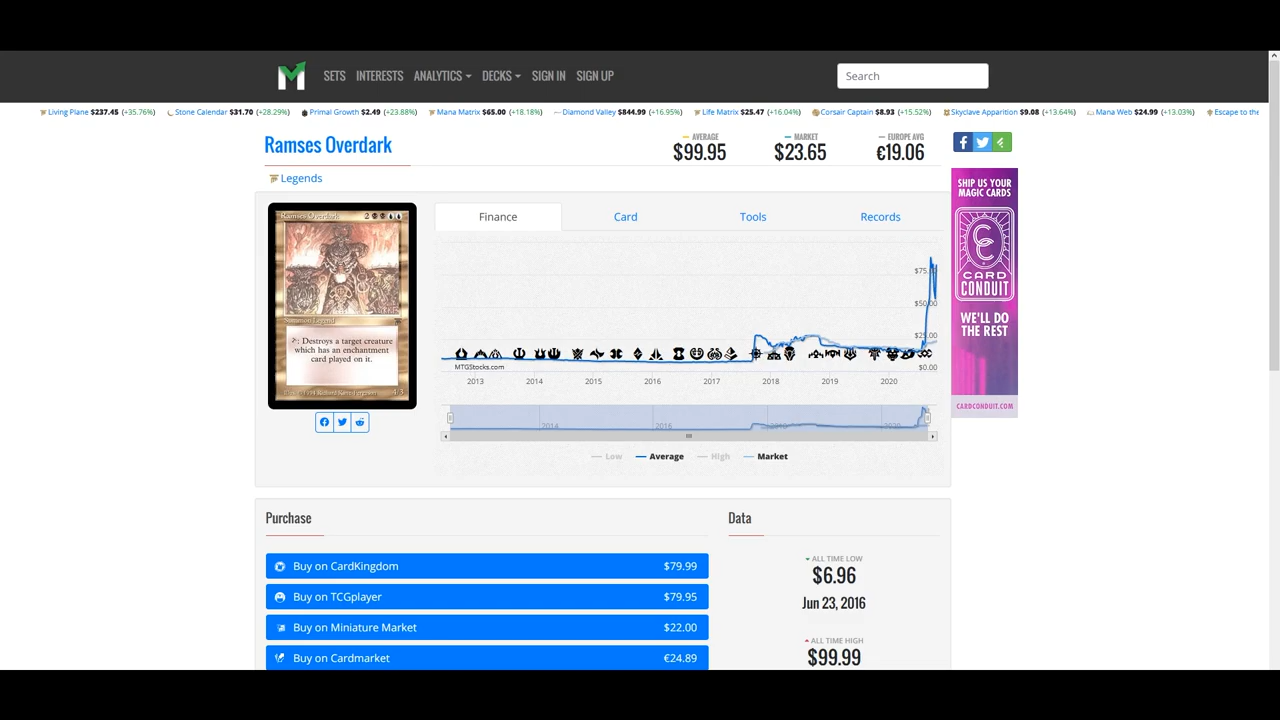 SETS INTERESTS ANALYTICS DECKS SIGN IN SIGN UP Search
Living Plane $237.45 (+35.76%) Stone Calendar $31.70 (+28.29%) Primal Growth $2.49 (+23.88%) Mana Matrix $65.00 (+18.18%) Diamond Valley $844.99 (+16.95%) Life Matrix $25.47 (+16.04%) Corsair Captain $8.93 (+15.52%) Skyclave Apparition $9.08 (+13.64%) Mana Web $24.99 (+13.03%) Escape to the
Ramses Overdark
AVERAGE MARKET EUROPE AVG
$99.95 $23.65 €19.06
Legends
Ramses Overdark 2
Summon Legend
: Destroys a target creature
which has an enchantment
card played on it.
4/3
Finance Card Tools Records
$75.
$50.00
$25.00
$0.00
MTGStocks.com
2013 2014 2015 2016 2017 2018 2019 2020
2014 2016 2018 2020
Low Average High Market
SHIP US YOUR
MAGIC CARDS
CARD
CONDUIT
WE'LL DO
THE REST
CARDCONDUIT.COM
Purchase
Buy on CardKingdom $79.99
Buy on TCGplayer $79.95
Buy on Miniature Market $22.00
Buy on Cardmarket €24.89
Data
ALL TIME LOW
$6.96
Jun 23, 2016
ALL TIME HIGH
$99.99